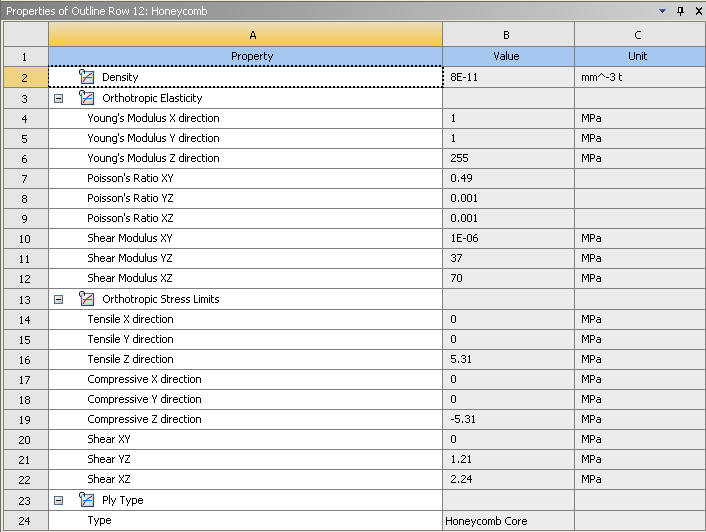 Properties of Outline Row 12: Honeycomb
A B C
1 Property Value Unit
2 Density 8E-11 mm^-3 t
3 Orthotropic Elasticity
4 Young's Modulus X direction 1 MPa
5 Young's Modulus Y direction 1 MPa
6 Young's Modulus Z direction 255 MPa
7 Poisson's Ratio XY 0.49
8 Poisson's Ratio YZ 0.001
9 Poisson's Ratio XZ 0.001
10 Shear Modulus XY 1E-06 MPa
11 Shear Modulus YZ 37 MPa
12 Shear Modulus XZ 70 MPa
13 Orthotropic Stress Limits
14 Tensile X direction 0 MPa
15 Tensile Y direction 0 MPa
16 Tensile Z direction 5.31 MPa
17 Compressive X direction 0 MPa
18 Compressive Y direction 0 MPa
19 Compressive Z direction -5.31 MPa
20 Shear XY 0 MPa
21 Shear YZ 1.21 MPa
22 Shear XZ 2.24 MPa
23 Ply Type
24 Type Honeycomb Core